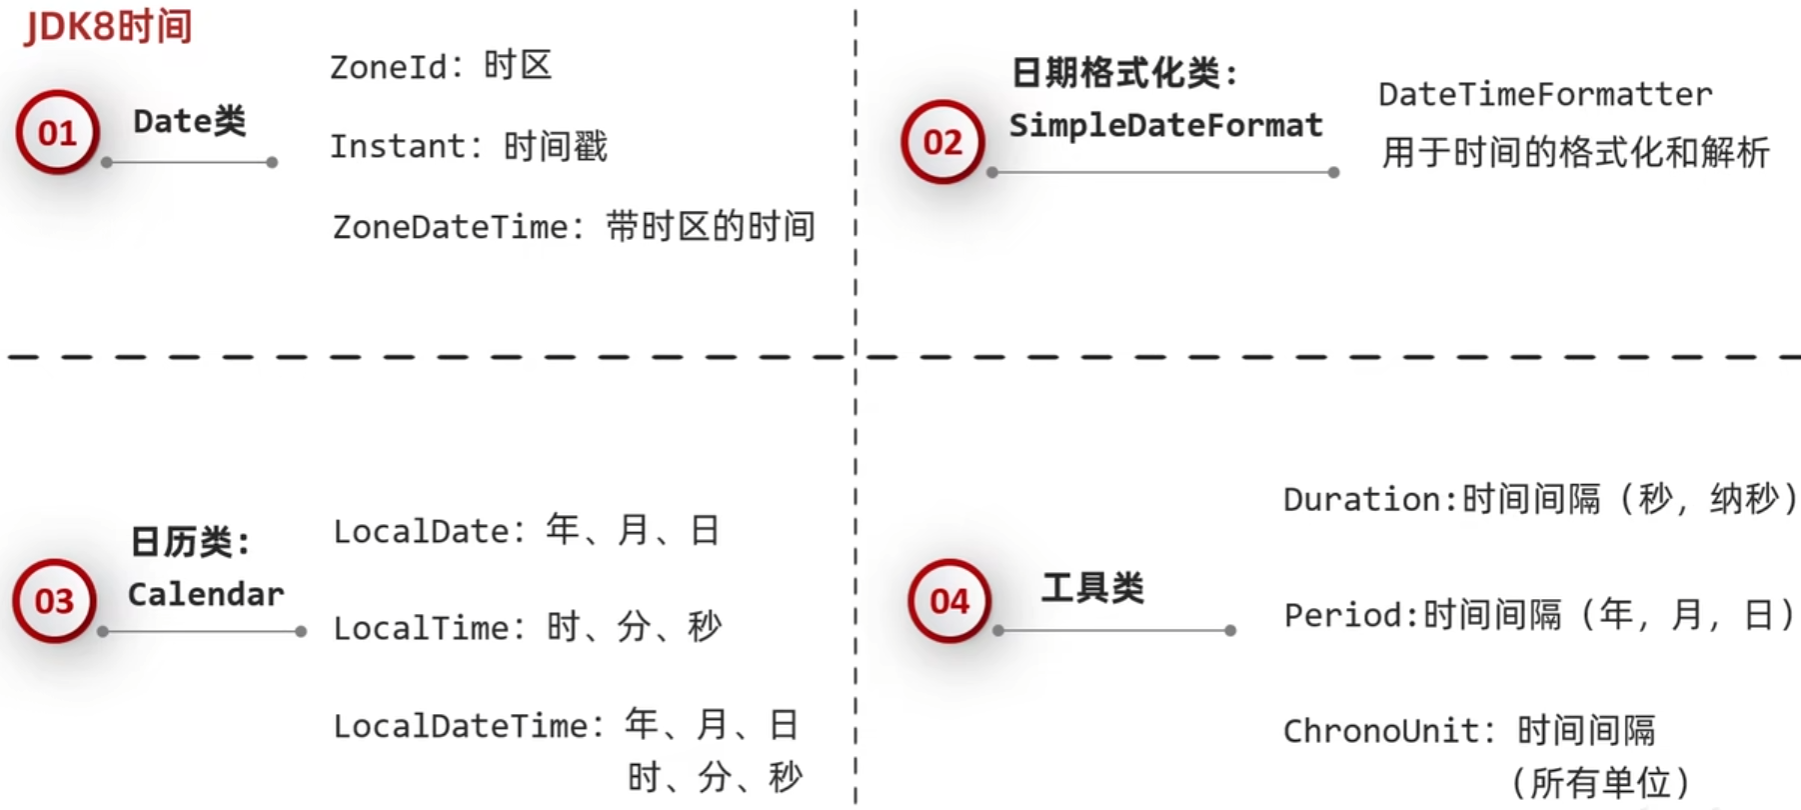 JDK8时间
01
Date类
ZoneId：时区
Instant：时间戳
ZoneDateTime：带时区的时间
02
日期格式化类：
SimpleDateFormat
DateTimeFormatter
用于时间的格式化和解析
03
日历类：
Calendar
LocalDate：年、月、日
LocalTime：时、分、秒
LocalDateTime：年、月、日
时、分、秒
04
工具类
Duration:时间间隔（秒，纳秒）
Period:时间间隔（年，月，日）
ChronoUnit：时间间隔
（所有单位）